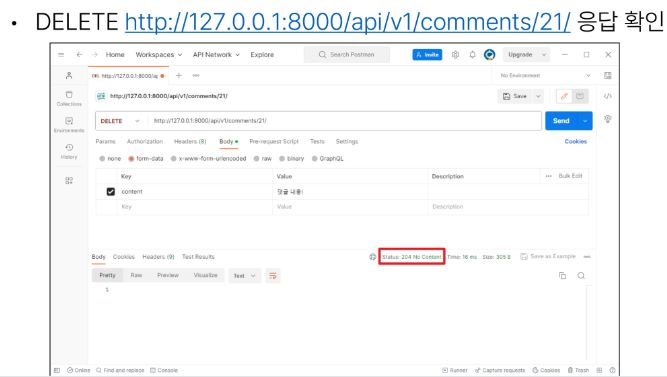 • DELETE http://127.0.0.1:8000/api/v1/comments/21/ 응답 확인
Home Workspaces API Network Explore Search Postman Invite Upgrade
http://127.0.0.1:8000/ap No Environment
http://127.0.0.1:8000/api/v1/comments/21/ Save
Collections
DELETE http://127.0.0.1:8000/api/v1/comments/21/ Send
Environments
Params Authorization Headers (8) Body Pre-request Script Tests Settings Cookies
History
none form-data x-www-form-urlencoded raw binary GraphQL
Key Value Description Bulk Edit
content 댓글 내용!
Key Value Description
Body Cookies Headers (9) Test Results Status: 204 No Content Time: 16 ms Size: 305 B Save as Example
Pretty Raw Preview Visualize Text
1
Online Find and replace Console Runner Capture requests Cookies Trash